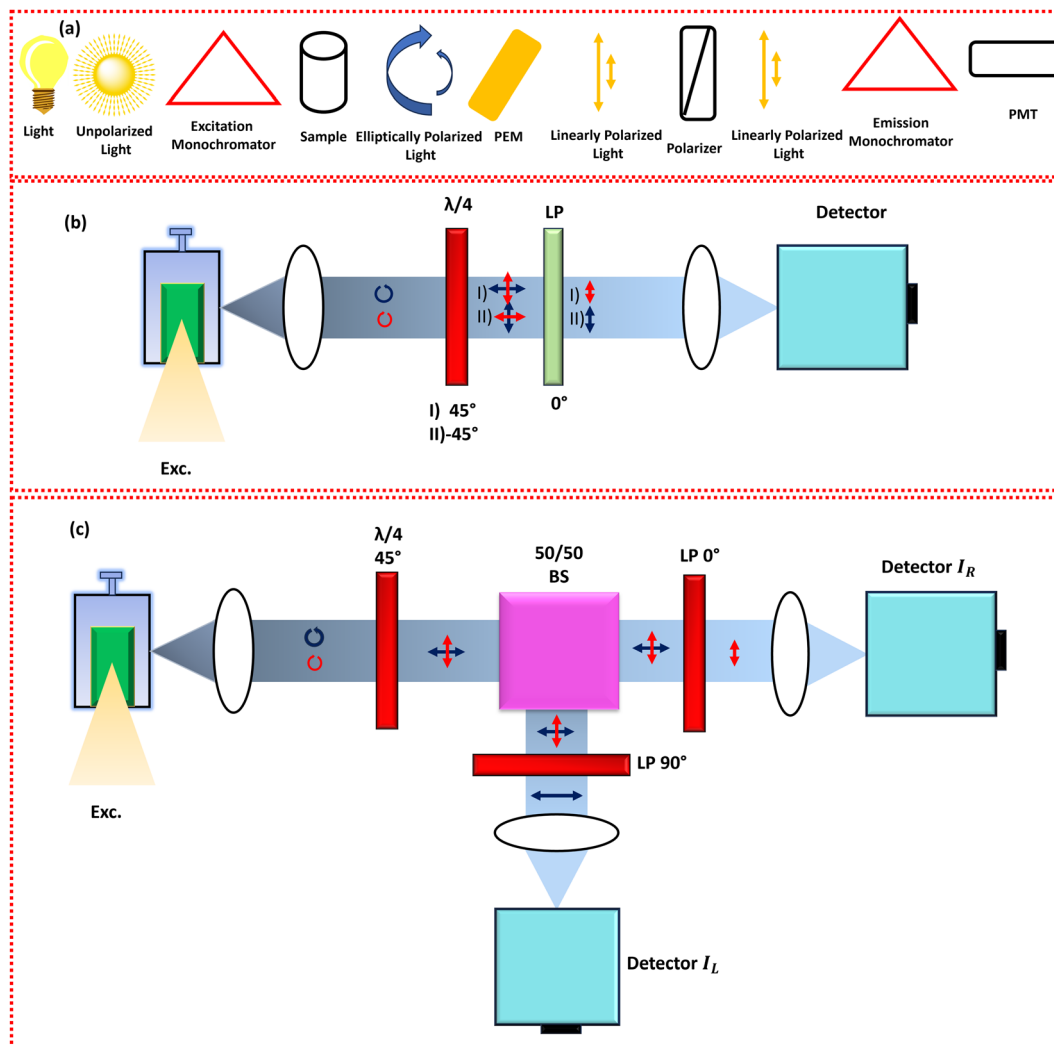 (a)
Light
Unpolarized
Light
Excitation
Monochromator
Sample
Elliptically Polarized
Light
PEM
Linearly Polarized
Light
Polarizer
Linearly Polarized
Light
Emission
Monochromator
PMT
(b)
λ/4
LP
Detector
I)
II)
I)
II)
I) 45°
II)-45°
0°
Exc.
(c)
λ/4
45°
50/50
BS
LP 0°
Detector I_R
LP 90°
Exc.
Detector I_L